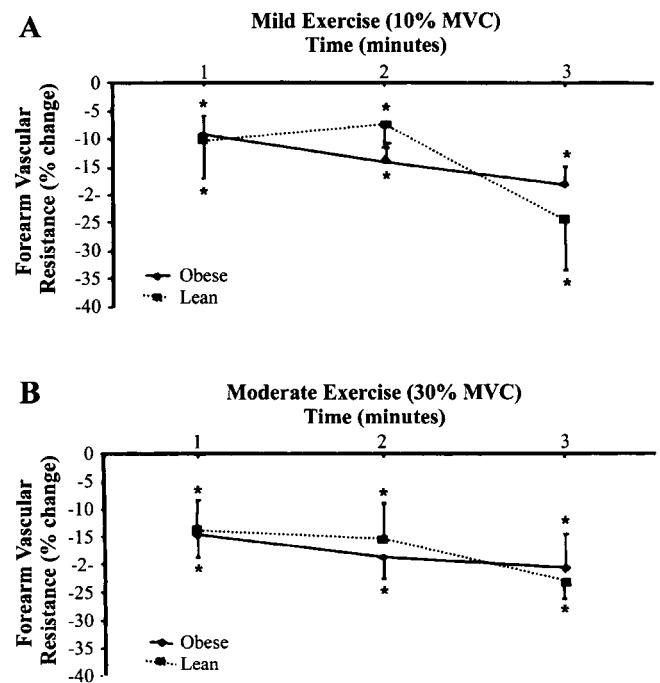 A
Mild Exercise (10% MVC)
Time (minutes)
1 2 3
0
-5
-10
-15
-2-
-25
-30
-35
-40
Forearm Vascular
Resistance (% change)
* * *
* * *
Obese
Lean
B
Moderate Exercise (30% MVC)
Time (minutes)
1 2 3
0
-5-
-10
-15
-2-
-25
-30
-35
-40
Forearm Vascular
Resistance (% change)
* * *
* * *
Obese
Lean